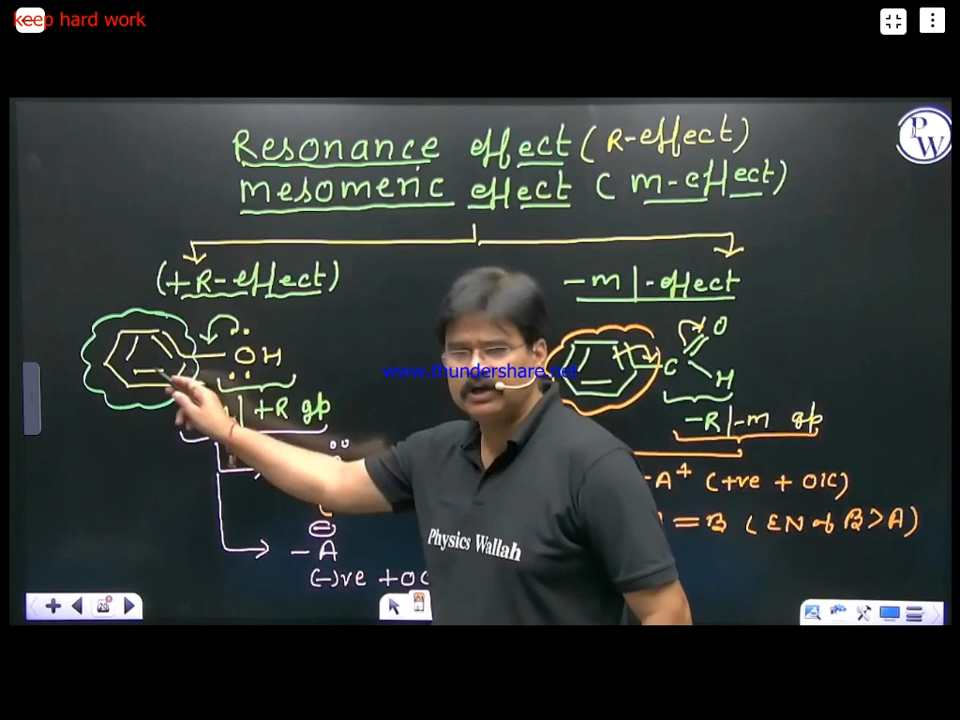 keep hard work
PW
Resonance effect (R-effect)
mesomeric effect (m-effect)
(+R-effect)
-m|-effect
OH
C
O
H
| +R gp
-R|-m gp
www.thundershare.net
-A+ (+ve + OIC)
= B (EN of B > A)
Physics Wallah
⊖
-A
(-)ve +OC
20